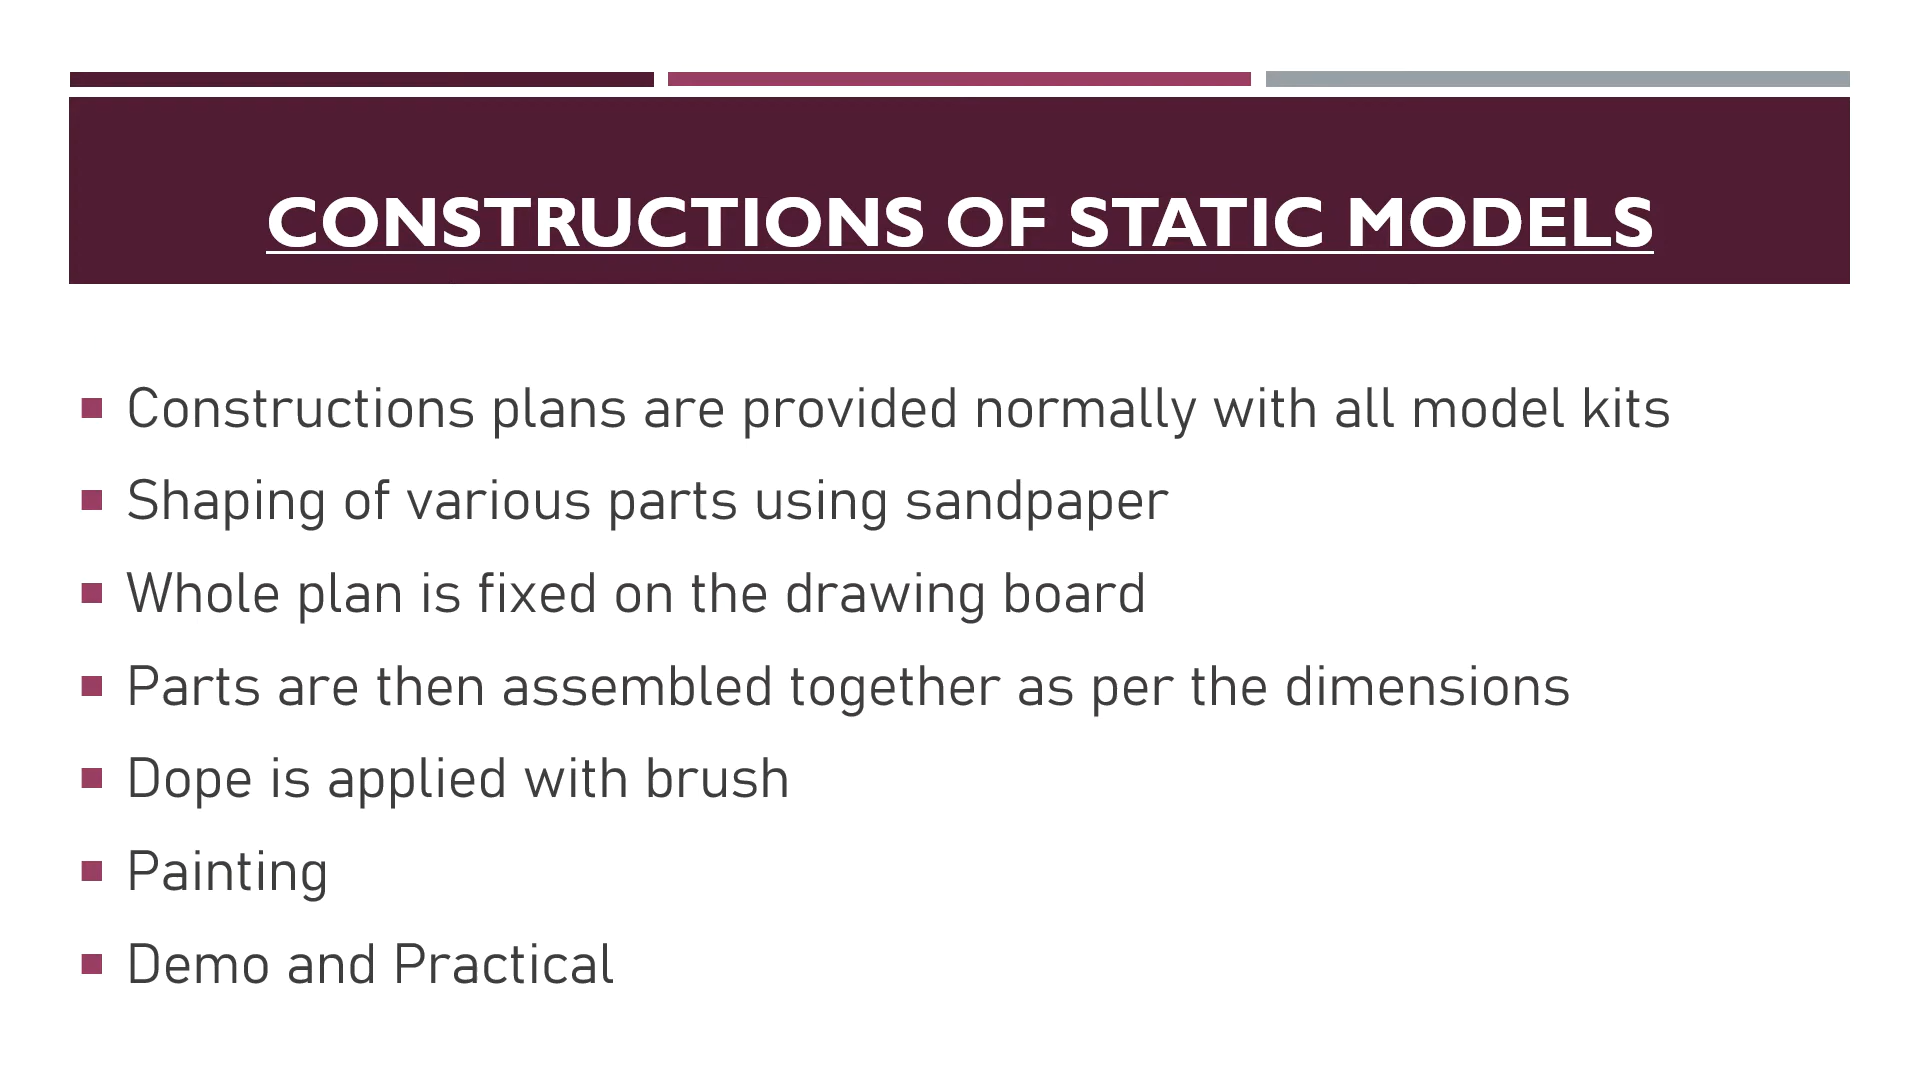 CONSTRUCTIONS OF STATIC MODELS
Constructions plans are provided normally with all model kits
Shaping of various parts using sandpaper
Whole plan is fixed on the drawing board
Parts are then assembled together as per the dimensions
Dope is applied with brush
Painting
Demo and Practical